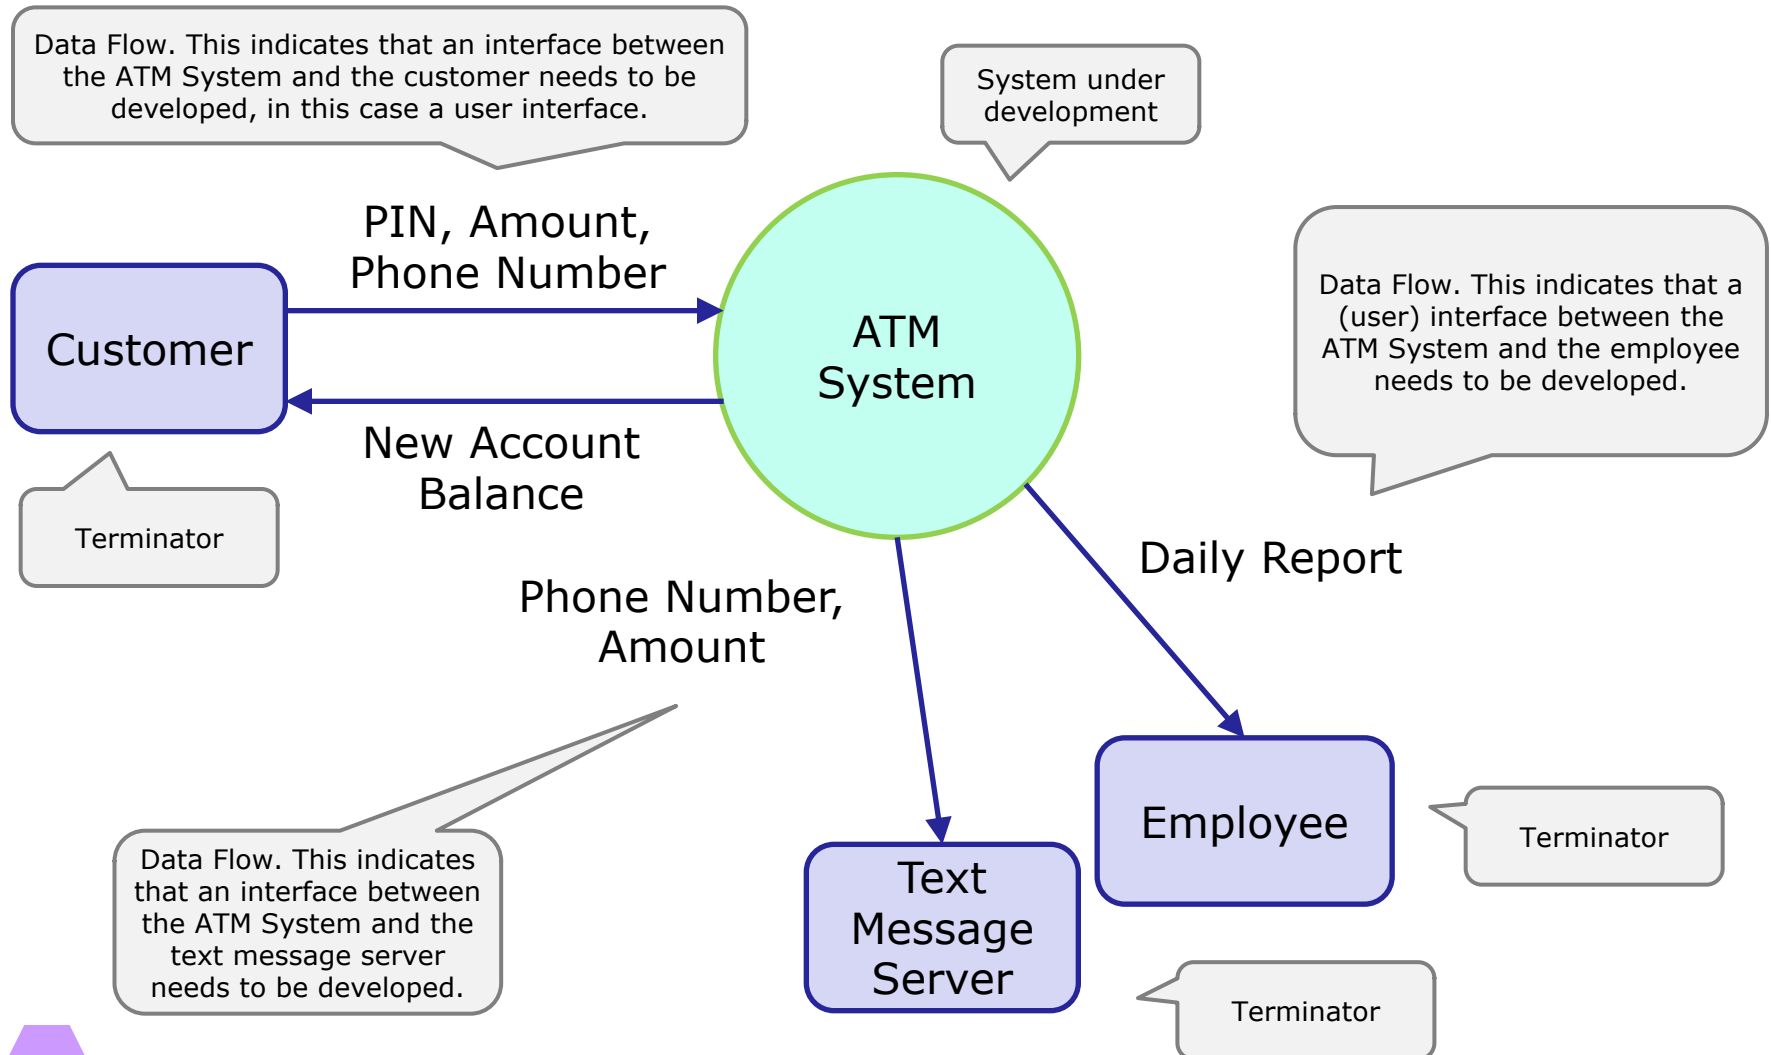 Data Flow. This indicates that an interface between
the ATM System and the customer needs to be
developed, in this case a user interface.
System under
development
PIN, Amount,
Phone Number
Customer
ATM
System
Data Flow. This indicates that a
(user) interface between the
ATM System and the employee
needs to be developed.
New Account
Balance
Terminator
Daily Report
Phone Number,
Amount
Employee
Terminator
Data Flow. This indicates
that an interface between
the ATM System and the
text message server
needs to be developed.
Text
Message
Server
Terminator